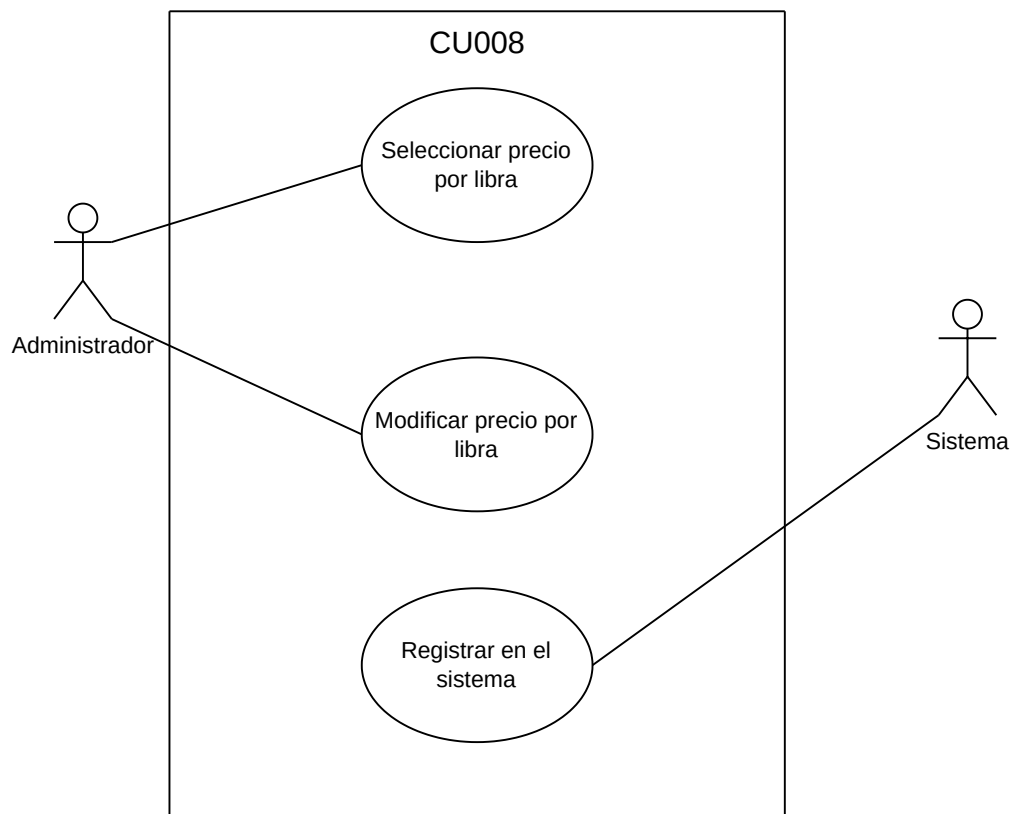 CU008
Seleccionar precio
por libra
Administrador
Modificar precio por
libra
Sistema
Registrar en el
sistema